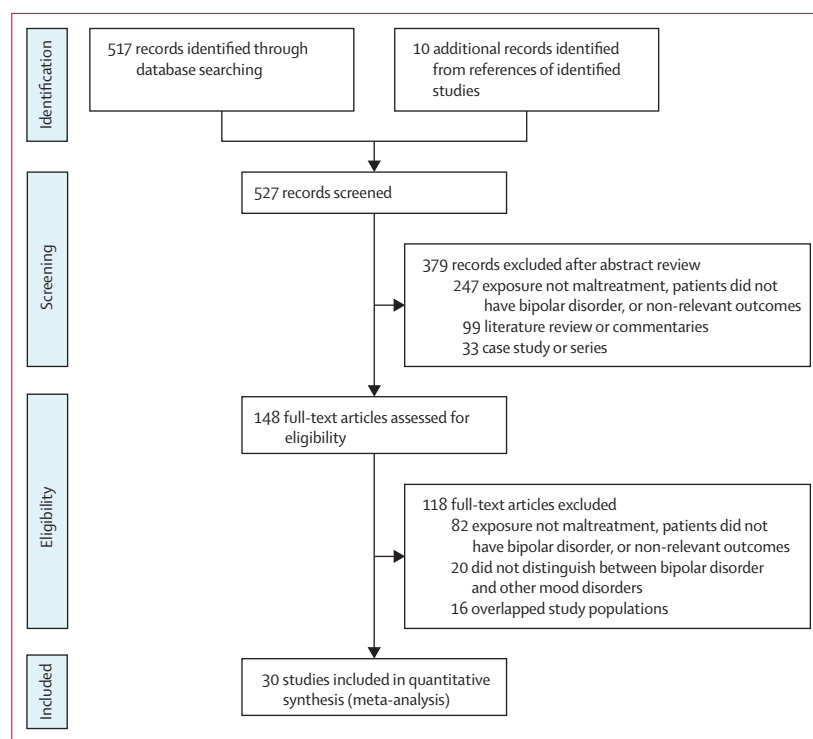 Identification
517 records identified through
database searching
10 additional records identified
from references of identified
studies
Screening
527 records screened
379 records excluded after abstract review
247 exposure not maltreatment, patients did not
have bipolar disorder, or non-relevant outcomes
99 literature review or commentaries
33 case study or series
Eligibility
148 full-text articles assessed for
eligibility
118 full-text articles excluded
82 exposure not maltreatment, patients did not
have bipolar disorder, or non-relevant outcomes
20 did not distinguish between bipolar disorder
and other mood disorders
16 overlapped study populations
Included
30 studies included in quantitative
synthesis (meta-analysis)